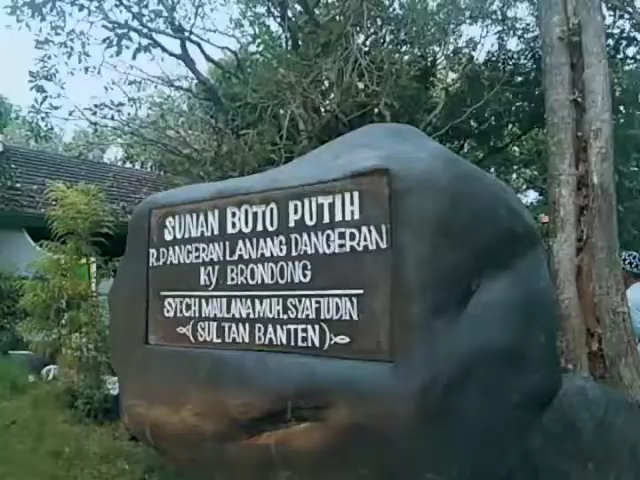 SUNAN BOTO PUTIH
R.PANGERAN LANANG DANGERAN
KY. BRONDONG
SYECH MAULANA MUH. SYAFIUDIN
(SULTAN BANTEN)